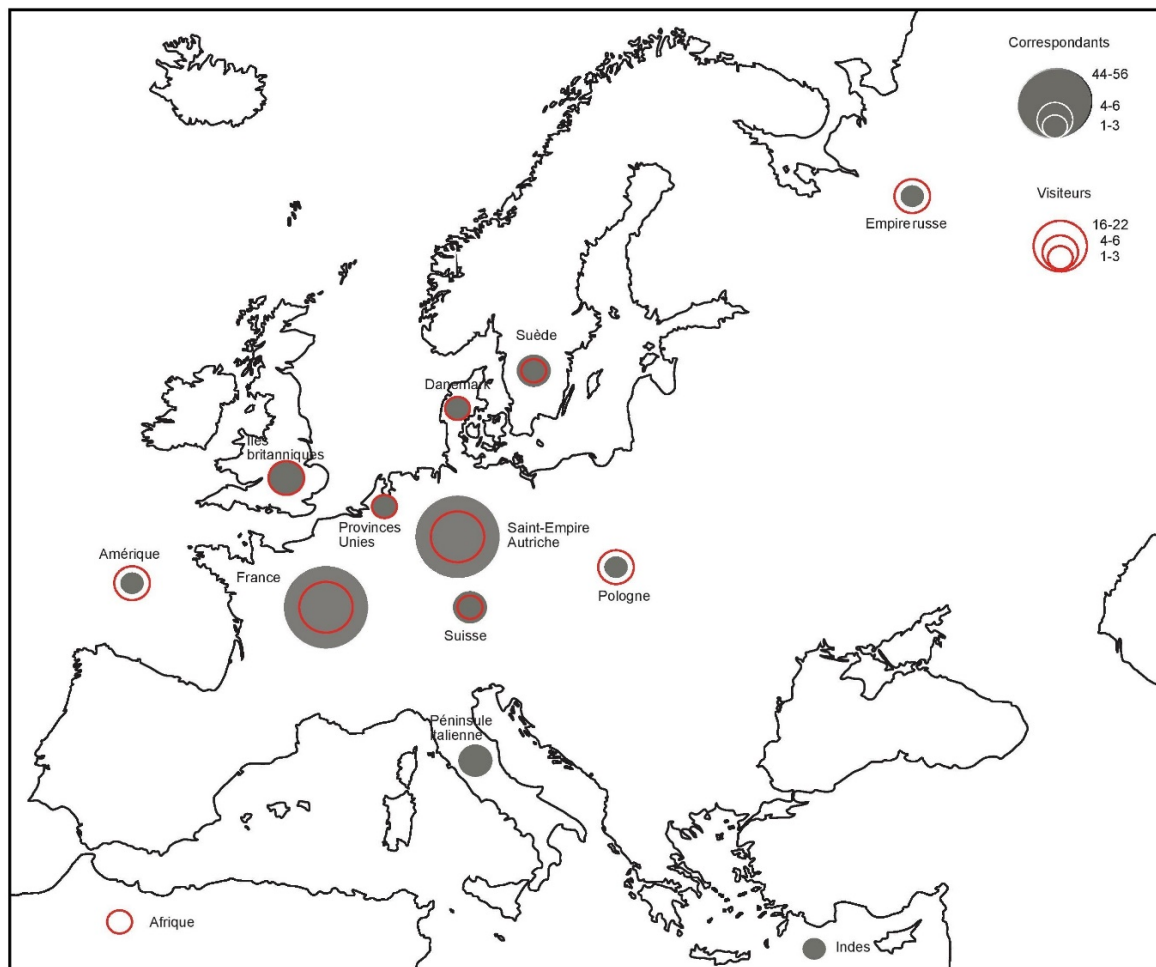 Correspondants
44-56
4-6
1-3
Visiteurs
16-22
4-6
1-3
Empire russe
Suède
Danemark
Iles
britanniques
Provinces
Unies
Saint-Empire
Autriche
Amérique
France
Pologne
Suisse
Péninsule
italienne
Afrique
Indes